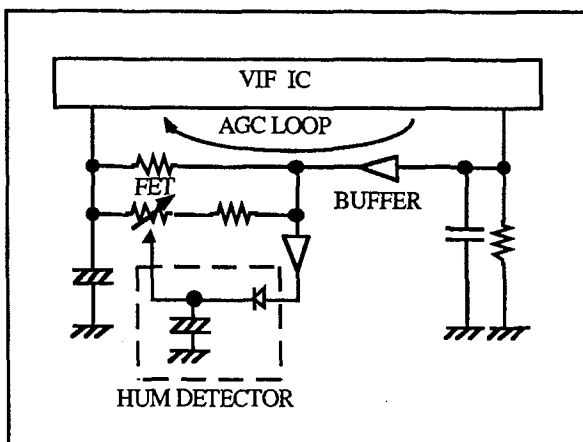 VIF IC
AGC LOOP
FET
BUFFER
HUM DETECTOR